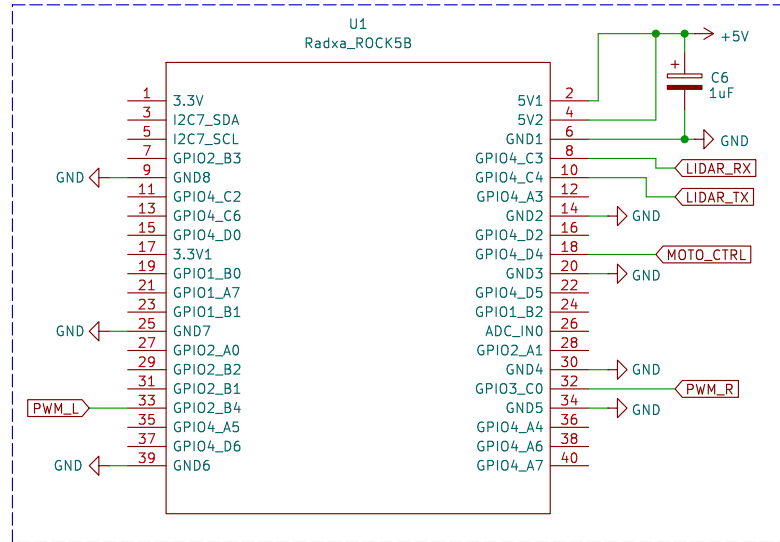 U1
Radxa_ROCK5B
+5V
+
C6
1uF
1 3.3V 5V1 2
3 I2C7_SDA 5V2 4
5 I2C7_SCL GND1 6 GND
7 GPIO2_B3 GPIO4_C3 8 LIDAR_RX
GND 9 GND8 GPIO4_C4 10
11 GPIO4_C2 GPIO4_A3 12 LIDAR_TX
13 GPIO4_C6 GND2 14 GND
15 GPIO4_D0 GPIO4_D2 16
17 3.3V1 GPIO4_D4 18 MOTO_CTRL
19 GPIO1_B0 GND3 20 GND
21 GPIO1_A7 GPIO4_D5 22
23 GPIO1_B1 GPIO1_B2 24
GND 25 GND7 ADC_IN0 26
27 GPIO2_A0 GPIO2_A1 28
29 GPIO2_B2 GND4 30 GND
31 GPIO2_B1 GPIO3_C0 32 PWM_R
PWM_L 33 GPIO2_B4 GND5 34 GND
35 GPIO4_A5 GPIO4_A4 36
37 GPIO4_D6 GPIO4_A6 38
GND 39 GND6 GPIO4_A7 40